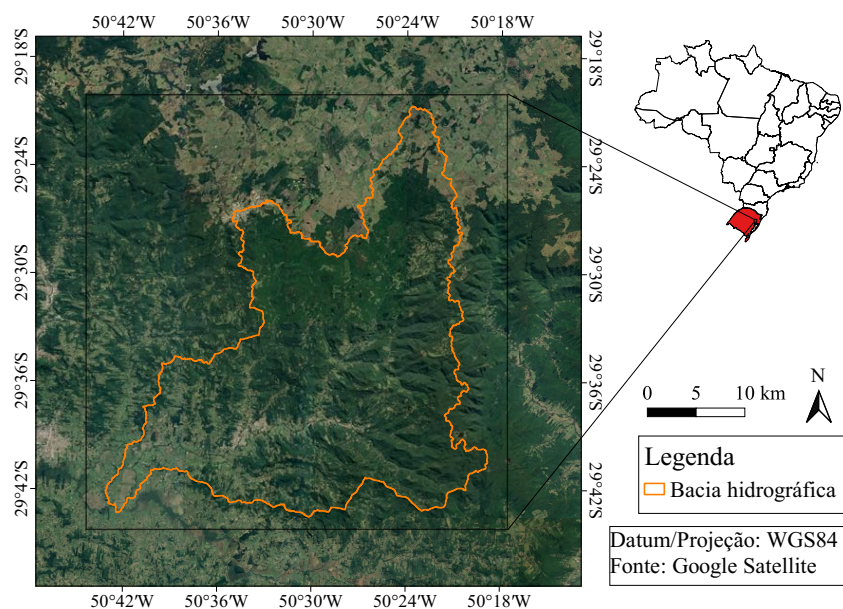 50°42'W 50°36'W 50°30'W 50°24'W 50°18'W
29°18'S 29°18'S
29°24'S 29°24'S
29°30'S 29°30'S
29°36'S 29°36'S
29°42'S 29°42'S
50°42'W 50°36'W 50°30'W 50°24'W 50°18'W
N
0 5 10 km
Legenda
Bacia hidrográfica
Datum/Projeção: WGS84
Fonte: Google Satellite